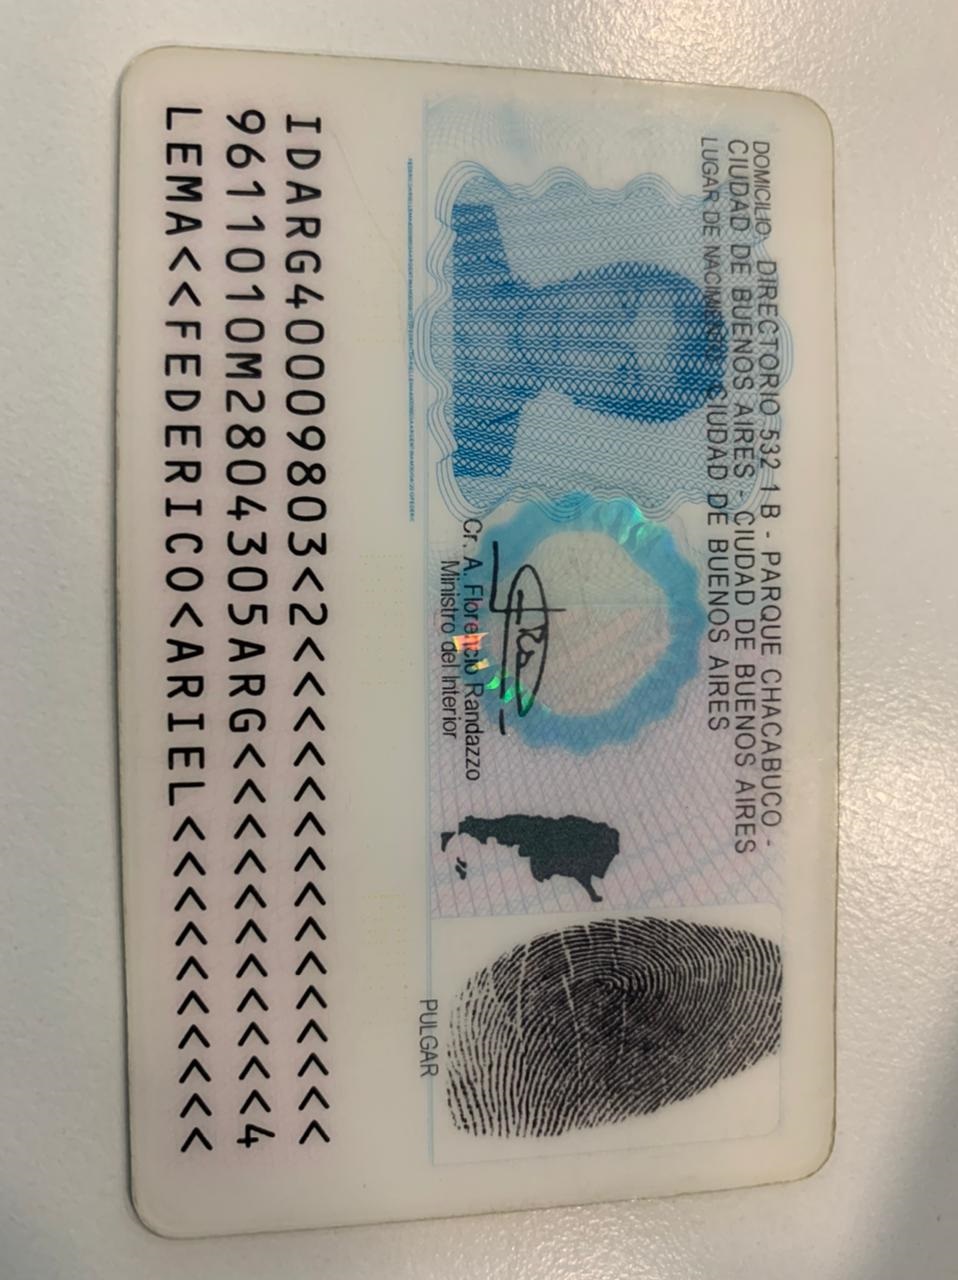 DOMICILIO: DIRECTORIO 532 1 B - PARQUE CHACABUCO -
CIUDAD DE BUENOS AIRES - CIUDAD DE BUENOS AIRES
LUGAR DE NACIMIENTO: CIUDAD DE BUENOS AIRES
Cr. A. Florencio Randazzo
Ministro del Interior
PULGAR
IDARG40009803<2<<<<<<<<<<<<<<<
9611010M2804305ARG<<<<<<<<<<<4
LEMA<<FEDERICO<ARIEL<<<<<<<<<<